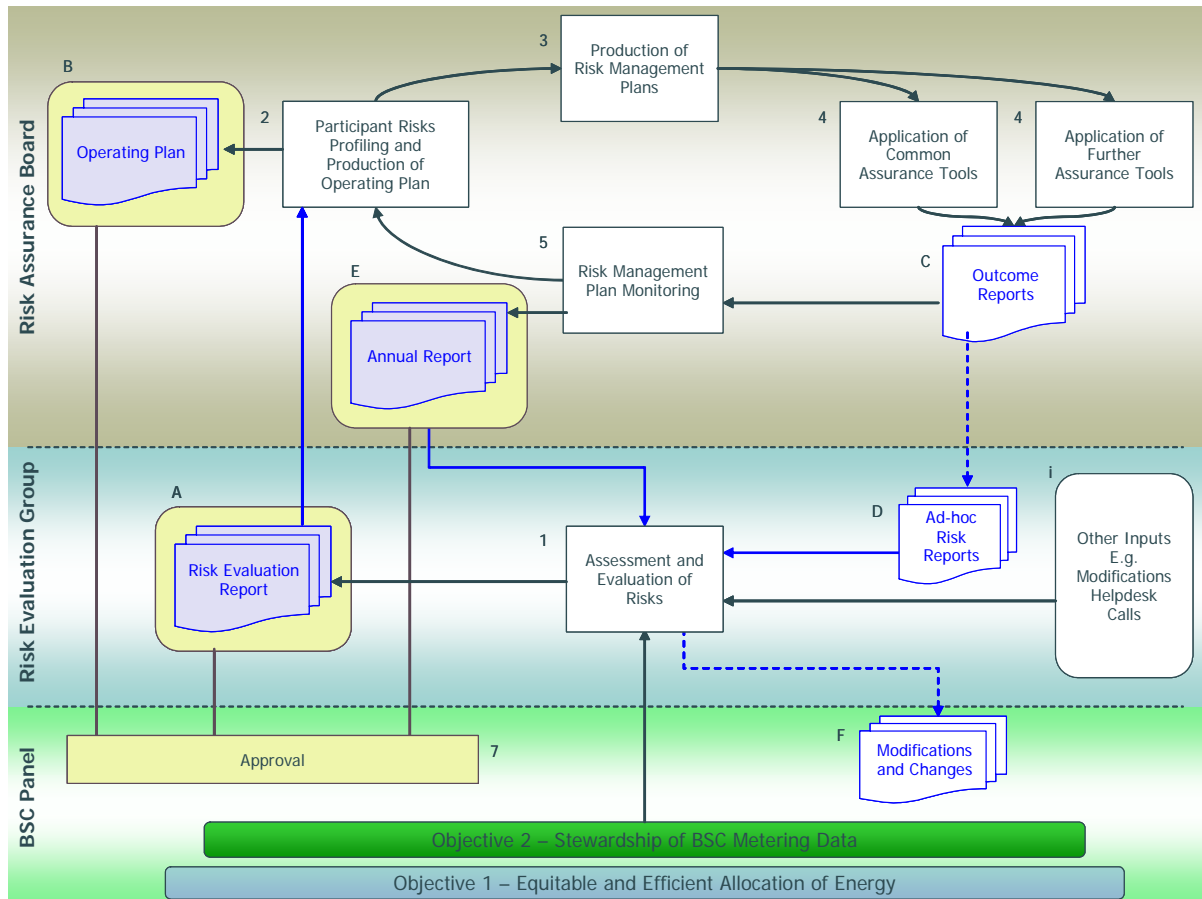 Risk Assurance Board
B
Operating Plan
2
Participant Risks
Profiling and
Production of
Operating Plan
3
Production of
Risk Management
Plans
4
Application of
Common
Assurance Tools
4
Application of
Further
Assurance Tools
C
Outcome
Reports
5
Risk Management
Plan Monitoring
E
Annual Report
Risk Evaluation Group
A
Risk Evaluation
Report
1
Assessment and
Evaluation of
Risks
D
Ad-hoc
Risk
Reports
i
Other Inputs
E.g.
Modifications
Helpdesk
Calls
BSC Panel
Approval
7
F
Modifications
and Changes
Objective 2 – Stewardship of BSC Metering Data
Objective 1 – Equitable and Efficient Allocation of Energy